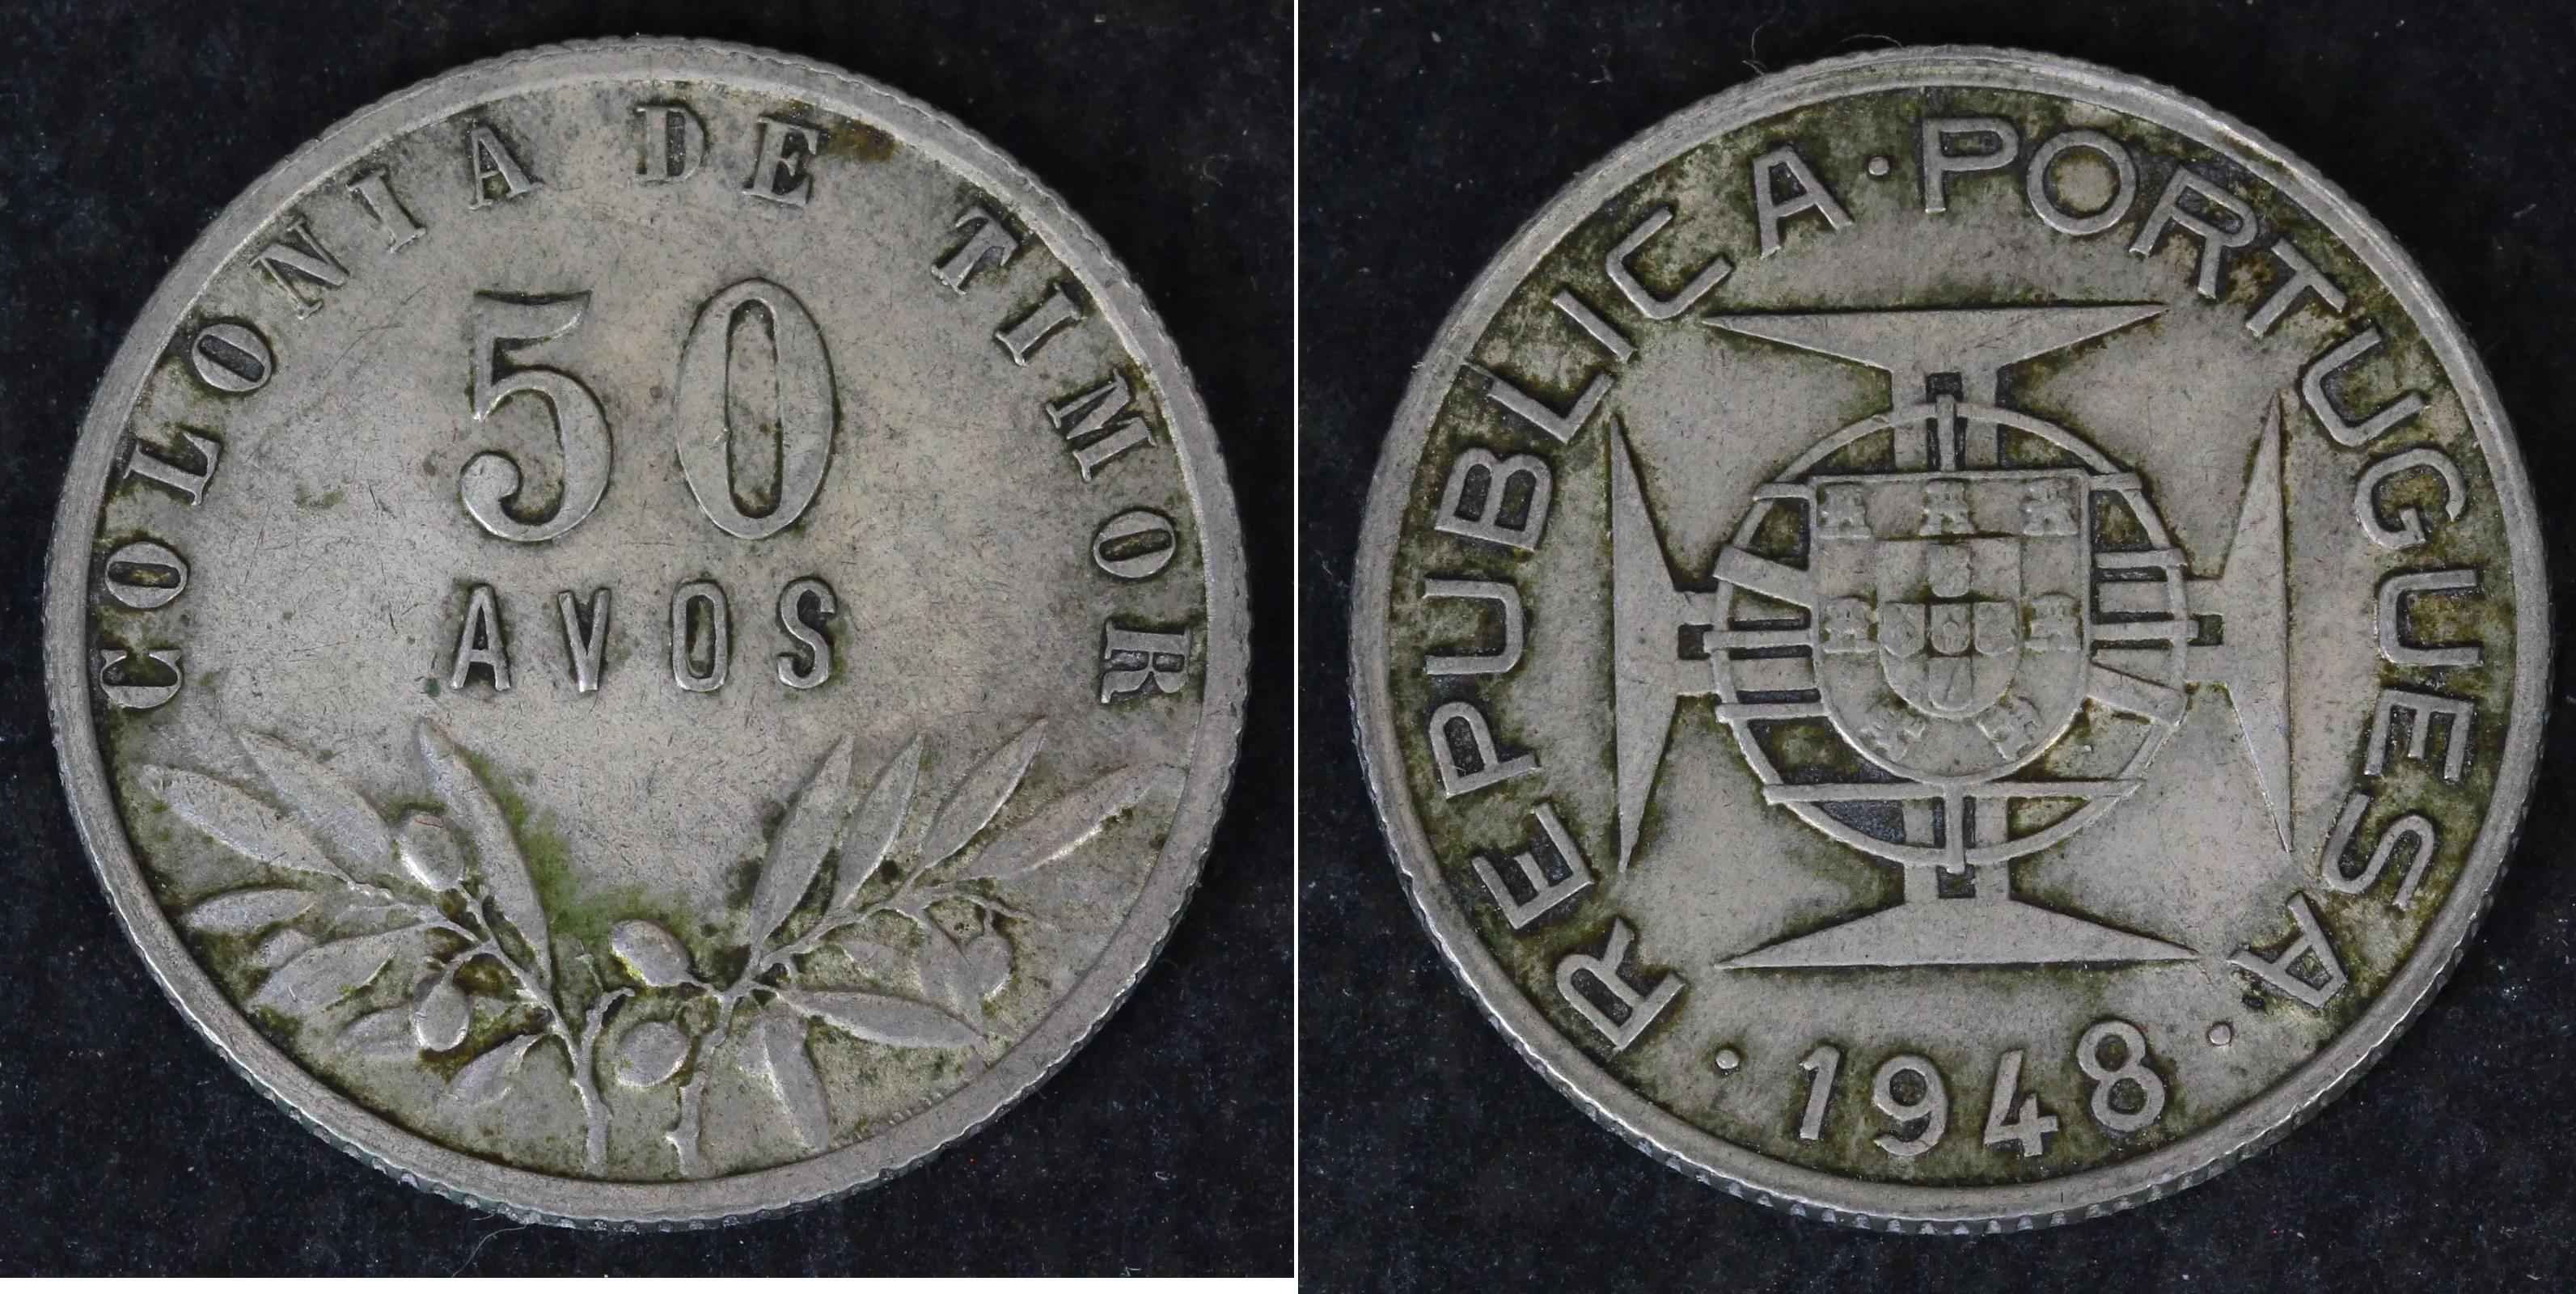 COLONIA DE TIMOR
50
AVOS
REPUBLICA · PORTUGUESA
· 1948 ·